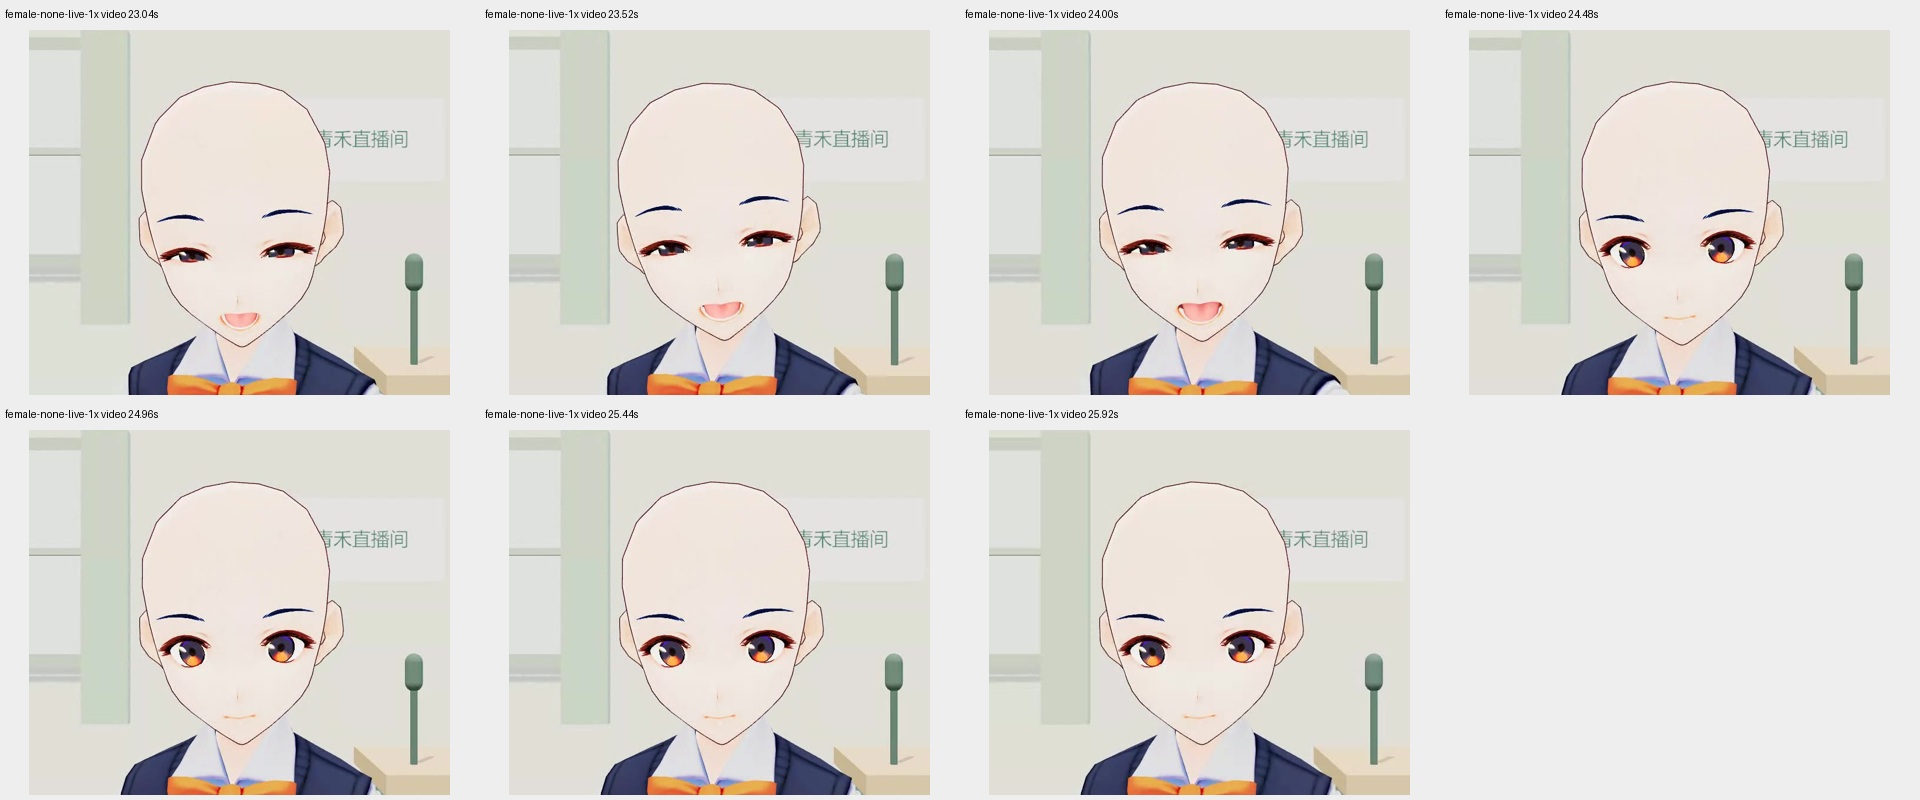 female-none-live-1x video 23.04s
female-none-live-1x video 23.52s
female-none-live-1x video 24.00s
female-none-live-1x video 24.48s
青禾直播间
青禾直播间
青禾直播间
青禾直播间
female-none-live-1x video 24.96s
female-none-live-1x video 25.44s
female-none-live-1x video 25.92s
青禾直播间
青禾直播间
青禾直播间